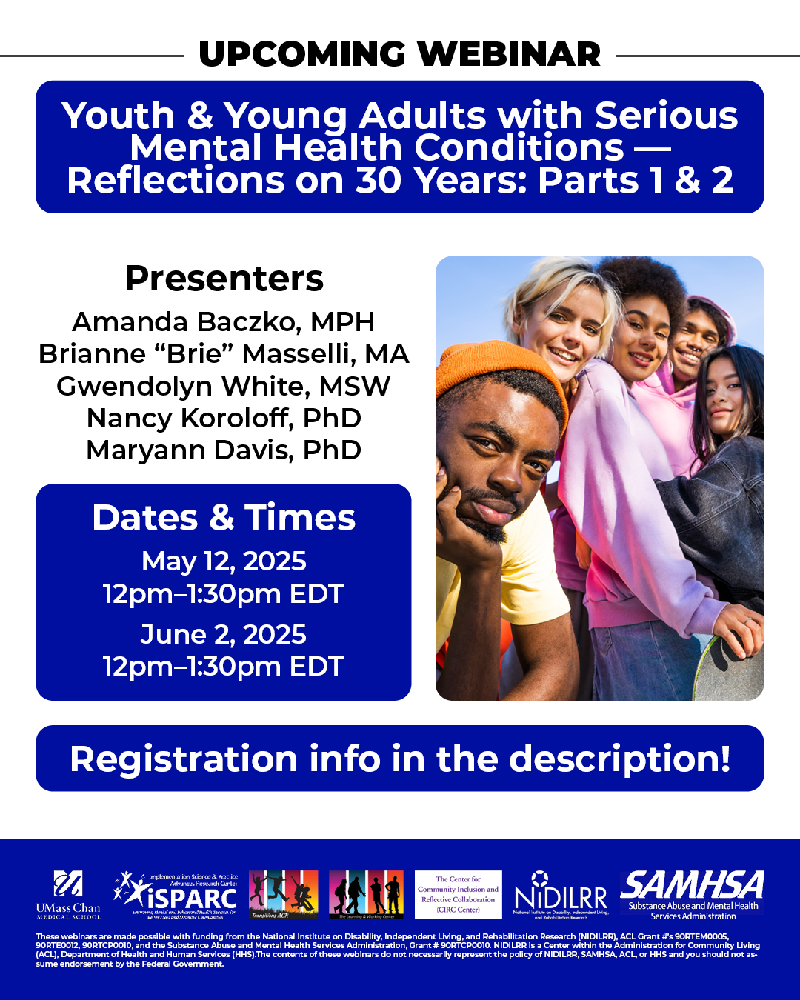 UPCOMING WEBINAR
Youth & Young Adults with Serious
Mental Health Conditions —
Reflections on 30 Years: Parts 1 & 2
Presenters
Amanda Baczko, MPH
Brianne “Brie” Masselli, MA
Gwendolyn White, MSW
Nancy Koroloff, PhD
Maryann Davis, PhD
Dates & Times
May 12, 2025
12pm–1:30pm EDT
June 2, 2025
12pm–1:30pm EDT
Registration info in the description!
UMass Chan
MEDICAL SCHOOL
Implementation Science & Practice
Advances Research Center
iSPARC
Transitions ACR
The Learning & Working Center
The Center for
Community Inclusion and
Reflective Collaboration
(CIRC Center)
NIDILRR
National Institute on Disability, Independent Living,
and Rehabilitation Research
SAMHSA
Substance Abuse and Mental Health
Services Administration
These webinars are made possible with funding from the National Institute on Disability, Independent Living, and Rehabilitation Research (NIDILRR), ACL Grant #’s 90RTEM0005,
90RTE0012, 90RTCP0010, and the Substance Abuse and Mental Health Services Administration, Grant # 90RTCP0010. NIDILRR is a Center within the Administration for Community Living
(ACL), Department of Health and Human Services (HHS).The contents of these webinars do not necessarily represent the policy of NIDILRR, SAMHSA, ACL, or HHS and you should not as-
sume endorsement by the Federal Government.